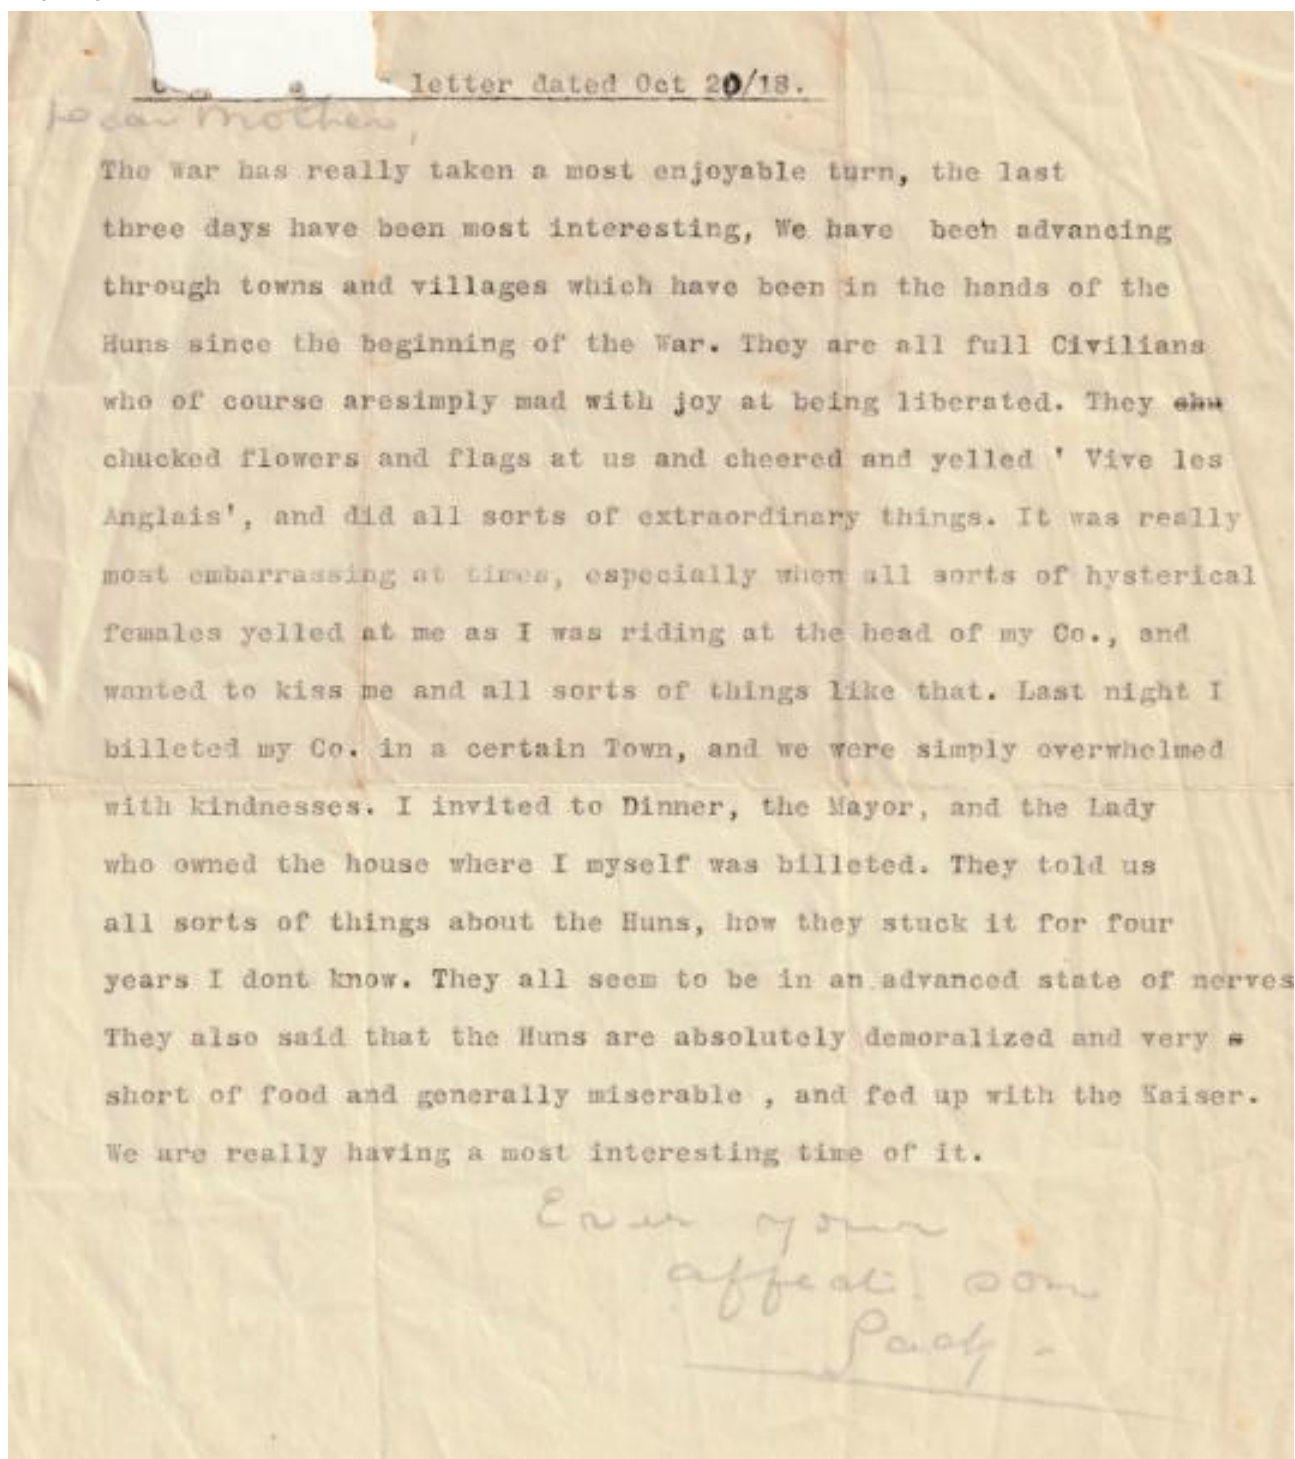 letter dated Oct 20/18.
Dear Mother,
The War has really taken a most enjoyable turn, the last
three days have been most interesting, We have been advancing
through towns and villages which have been in the hands of the
Huns since the beginning of the War. They are all full Civilians
who of course aresimply mad with joy at being liberated. They chu
chucked flowers and flags at us and cheered and yelled ' Vive les
Anglais', and did all sorts of extraordinary things. It was really
most embarrassing at times, especially when all sorts of hysterical
females yelled at me as I was riding at the head of my Co., and
wanted to kiss me and all sorts of things like that. Last night I
billeted my Co. in a certain Town, and we were simply overwhelmed
with kindnesses. I invited to Dinner, the Mayor, and the Lady
who owned the house where I myself was billeted. They told us
all sorts of things about the Huns, how they stuck it for four
years I dont know. They all seem to be in an advanced state of nerves
They also said that the Huns are absolutely demoralized and very s
short of food and generally miserable , and fed up with the Kaiser.
We are really having a most interesting time of it.
Ever your
affect. son